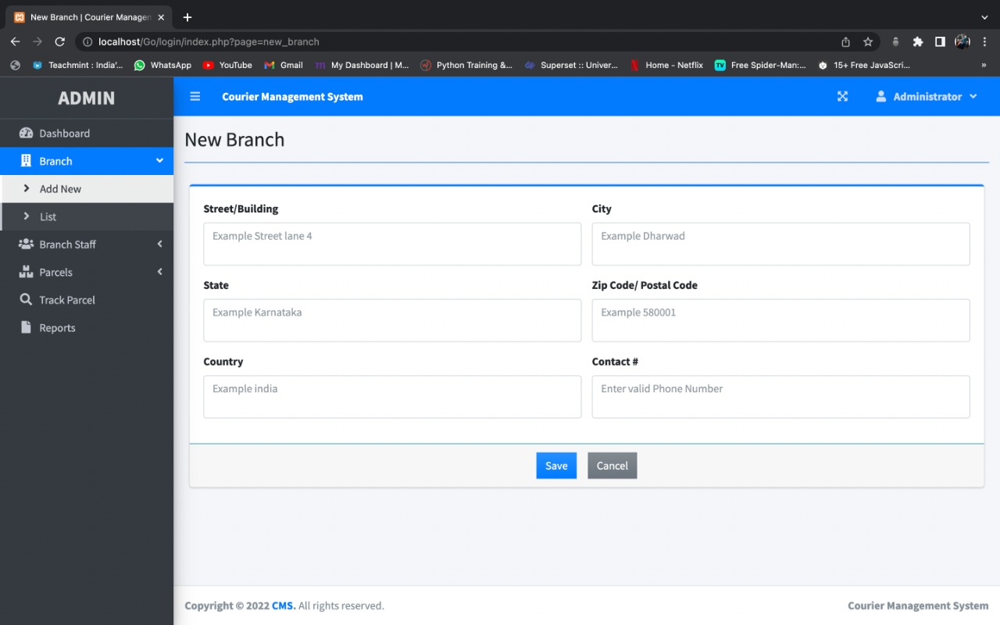 New Branch | Courier Managem
localhost/Go/login/index.php?page=new_branch
Teachmint : India'... WhatsApp YouTube Gmail My Dashboard | M... Python Training &... Superset :: Univer... Home - Netflix Free Spider-Man:... 15+ Free JavaScri... »
ADMIN
Courier Management System
Administrator
Dashboard
Branch
Add New
List
Branch Staff
Parcels
Track Parcel
Reports
New Branch
Street/Building
City
Example Street lane 4
Example Dharwad
State
Zip Code/ Postal Code
Example Karnataka
Example 580001
Country
Contact #
Example india
Enter valid Phone Number
Save
Cancel
Copyright © 2022 CMS. All rights reserved.
Courier Management System